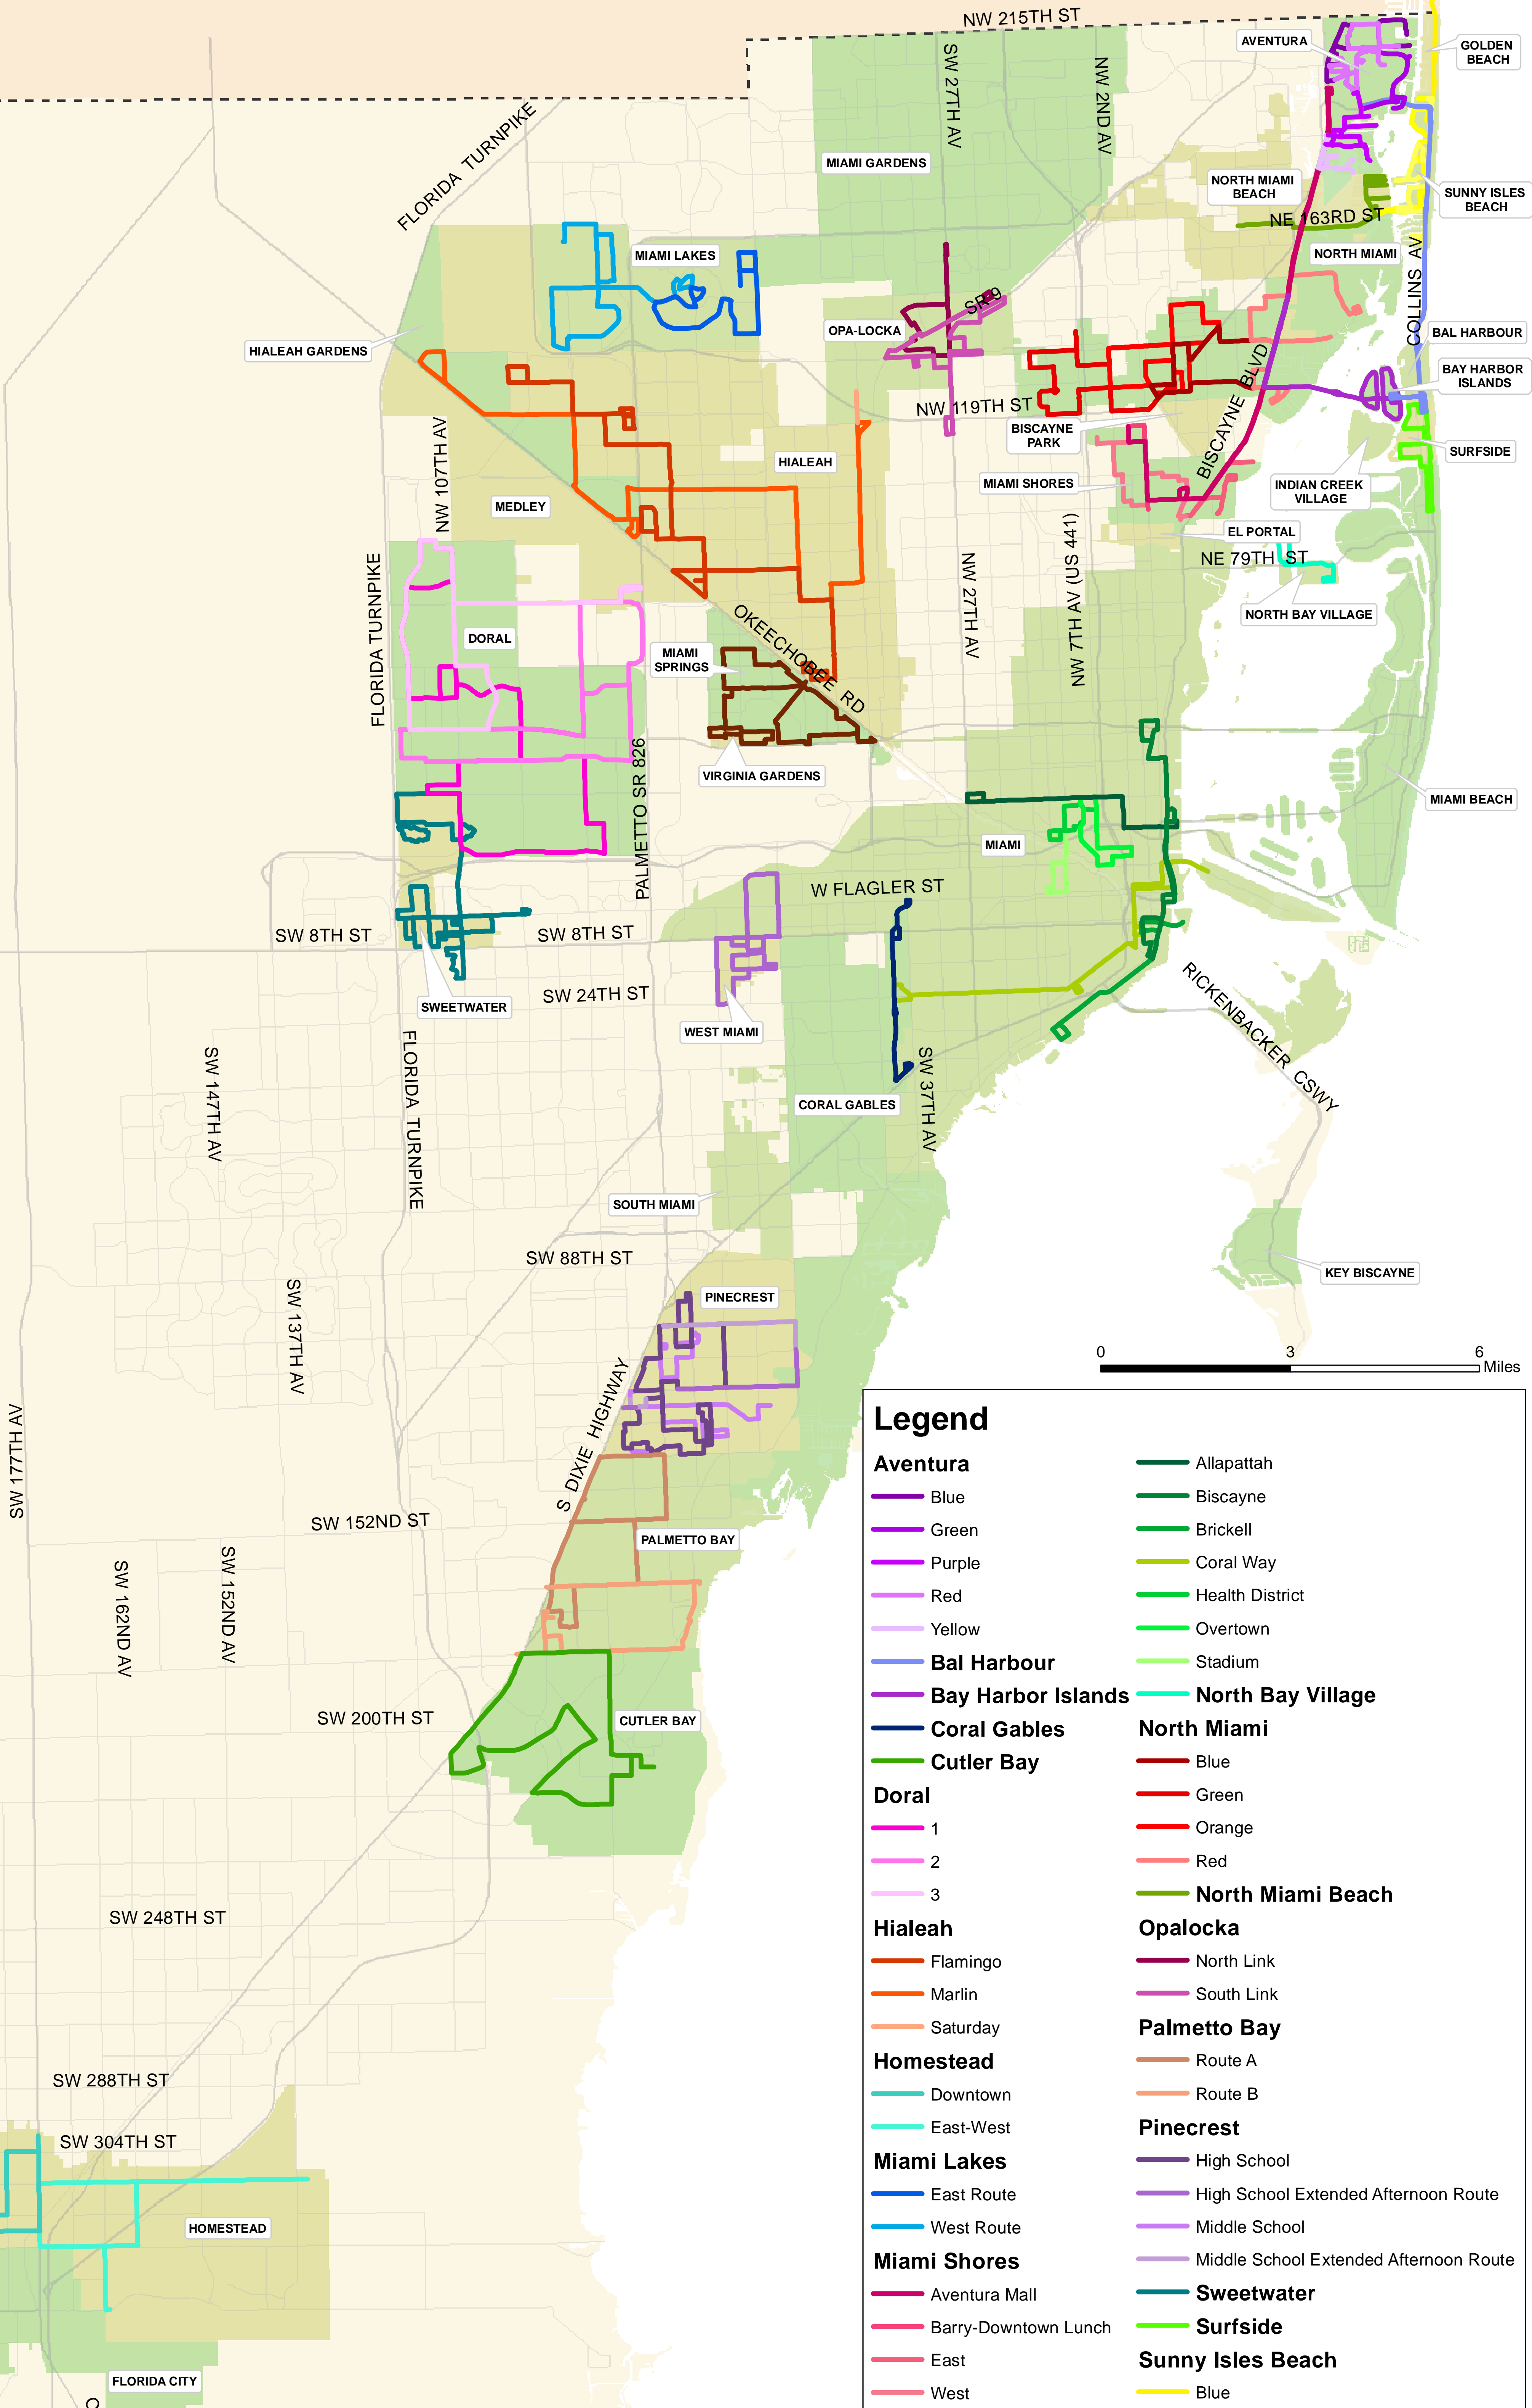 NW 215TH ST
AVENTURA
GOLDEN
BEACH
SW 27TH AV
NW 2ND AV
FLORIDA TURNPIKE
MIAMI GARDENS
NORTH MIAMI
BEACH
SUNNY ISLES
BEACH
NE 163RD ST
MIAMI LAKES
NORTH MIAMI
COLLINS AV
SR 9
OPA-LOCKA
BAL HARBOUR
HIALEAH GARDENS
BAY HARBOR
ISLANDS
NW 119TH ST
BISCAYNE BLVD
BISCAYNE
PARK
NW 107TH AV
HIALEAH
SURFSIDE
MIAMI SHORES
INDIAN CREEK
VILLAGE
MEDLEY
EL PORTAL
NE 79TH ST
NW 7TH AV (US 441)
NW 27TH AV
FLORIDA TURNPIKE
NORTH BAY VILLAGE
DORAL
OKEECHOBEE RD
MIAMI
SPRINGS
PALMETTO SR 826
VIRGINIA GARDENS
MIAMI BEACH
MIAMI
W FLAGLER ST
SW 8TH ST
SW 8TH ST
SW 24TH ST
SWEETWATER
WEST MIAMI
RICKENBACKER CSWY
SW 147TH AV
FLORIDA TURNPIKE
SW 37TH AV
CORAL GABLES
SOUTH MIAMI
SW 88TH ST
KEY BISCAYNE
SW 137TH AV
PINECREST
0 3 6
Miles
S DIXIE HIGHWAY
SW 177TH AV
SW 152ND ST
PALMETTO BAY
SW 162ND AV
SW 152ND AV
SW 200TH ST
CUTLER BAY
SW 248TH ST
SW 288TH ST
SW 304TH ST
HOMESTEAD
FLORIDA CITY
Legend
Aventura
Blue
Green
Purple
Red
Yellow
Bal Harbour
Bay Harbor Islands
Coral Gables
Cutler Bay
Doral
1
2
3
Hialeah
Flamingo
Marlin
Saturday
Homestead
Downtown
East-West
Miami Lakes
East Route
West Route
Miami Shores
Aventura Mall
Barry-Downtown Lunch
East
West
Allapattah
Biscayne
Brickell
Coral Way
Health District
Overtown
Stadium
North Bay Village
North Miami
Blue
Green
Orange
Red
North Miami Beach
Opalocka
North Link
South Link
Palmetto Bay
Route A
Route B
Pinecrest
High School
High School Extended Afternoon Route
Middle School
Middle School Extended Afternoon Route
Sweetwater
Surfside
Sunny Isles Beach
Blue